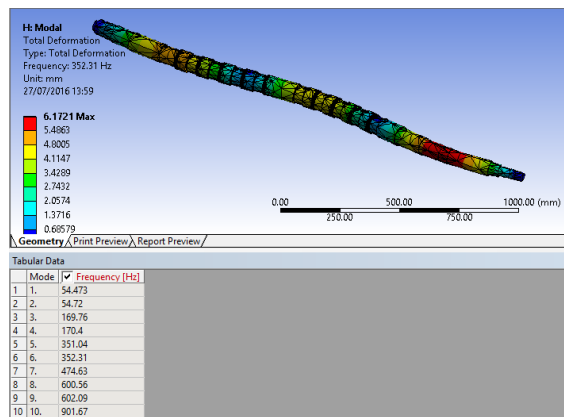 H: Modal
Total Deformation
Type: Total Deformation
Frequency: 352.31 Hz
Unit: mm
27/07/2016 13:59
6.1721 Max
5.4863
4.8005
4.1147
3.4289
2.7432
2.0574
1.3716
0.68579
0.00 500.00 1000.00 (mm)
250.00 750.00
Geometry Print Preview Report Preview
Tabular Data
Mode Frequency [Hz]
1 1. 54.473
2 2. 54.72
3 3. 169.76
4 4. 170.4
5 5. 351.04
6 6. 352.31
7 7. 474.63
8 8. 600.56
9 9. 602.09
10 10. 901.67